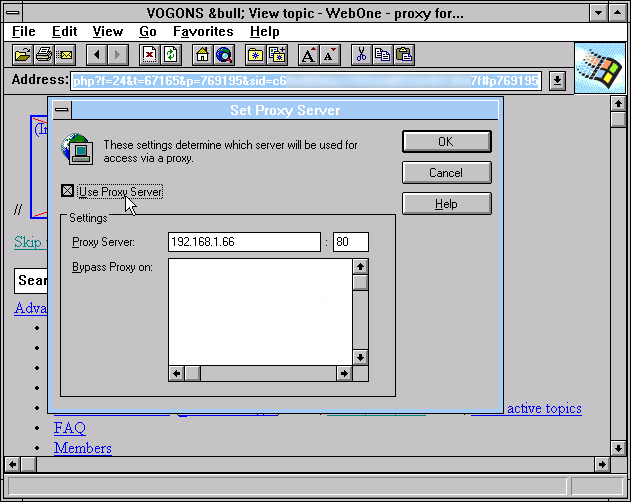 VOGONS &bull; View topic - WebOne - proxy for...
File Edit View Go Favorites Help
Address: php?f=24&t=67165&p=769195&sid=c6 7f#p769195
Set Proxy Server
These settings determine which server will be used for
access via a proxy.
OK
Cancel
Help
Use Proxy Server
Settings
Proxy Server: 192.168.1.66 : 80
Bypass Proxy on:
//
Skip
Sear
Adva
active topics
• FAQ
• Members